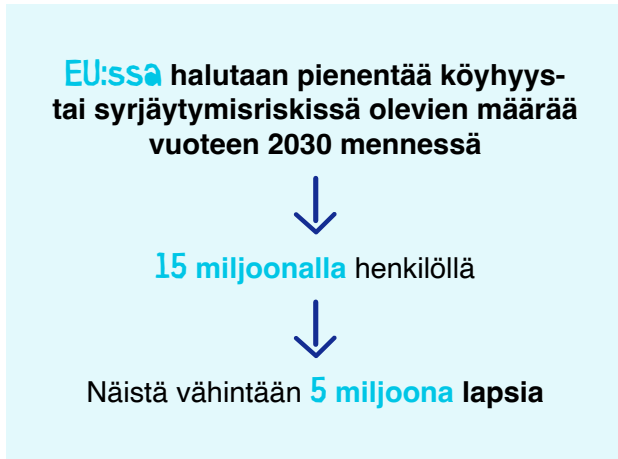 EU:ssa halutaan pienentää köyhyys-
tai syrjäytymisriskissä olevien määrää
vuoteen 2030 mennessä
15 miljoonalla henkilöllä
Näistä vähintään 5 miljoona lapsia